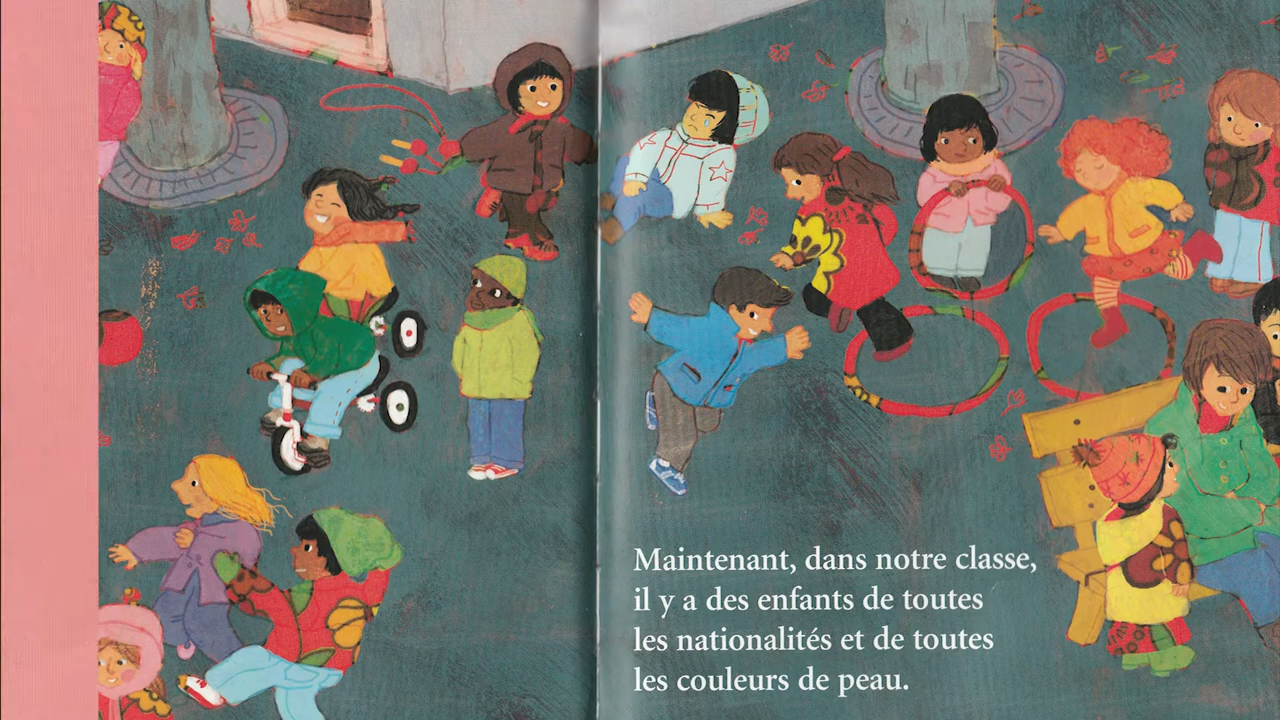 Maintenant, dans notre classe,
il y a des enfants de toutes
les nationalités et de toutes
les couleurs de peau.